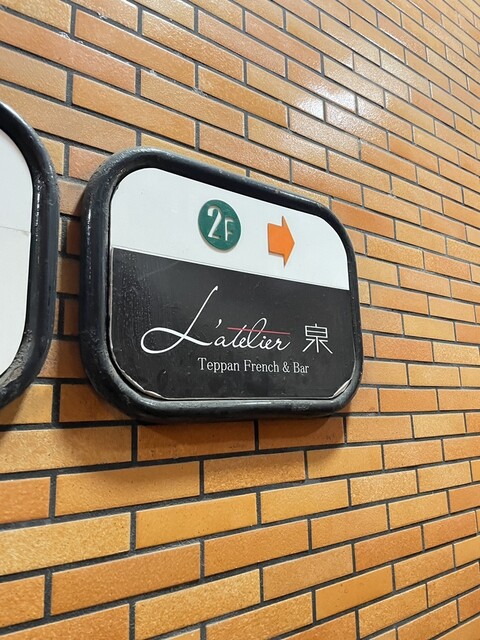 2F
L'atelier 泉
Teppan French & Bar